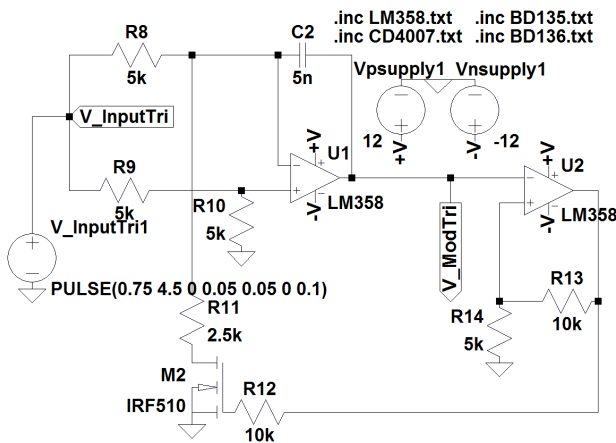 .inc LM358.txt .inc BD135.txt
.inc CD4007.txt .inc BD136.txt
R8
5k
C2
5n
Vpsupply1 Vnsupply1
12
-12
+V
-V
V_InputTri
R9
5k
R10
5k
+V
U1
-V
LM358
+V
U2
-V
LM358
V_InputTri1
PULSE(0.75 4.5 0 0.05 0.05 0 0.1)
V_ModTri
R11
2.5k
R13
10k
R14
5k
M2
IRF510
R12
10k